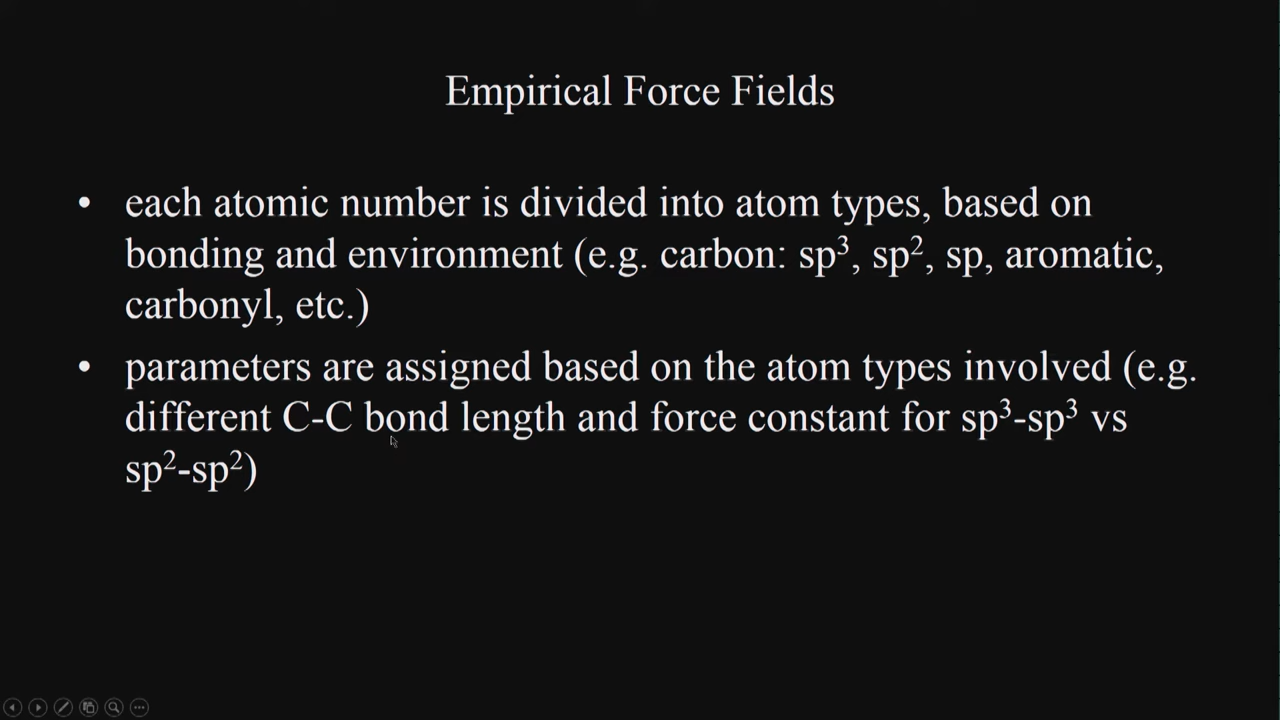 Empirical Force Fields
• each atomic number is divided into atom types, based on
bonding and environment (e.g. carbon: sp³, sp², sp, aromatic,
carbonyl, etc.)
• parameters are assigned based on the atom types involved (e.g.
different C-C bond length and force constant for sp³-sp³ vs
sp²-sp²)